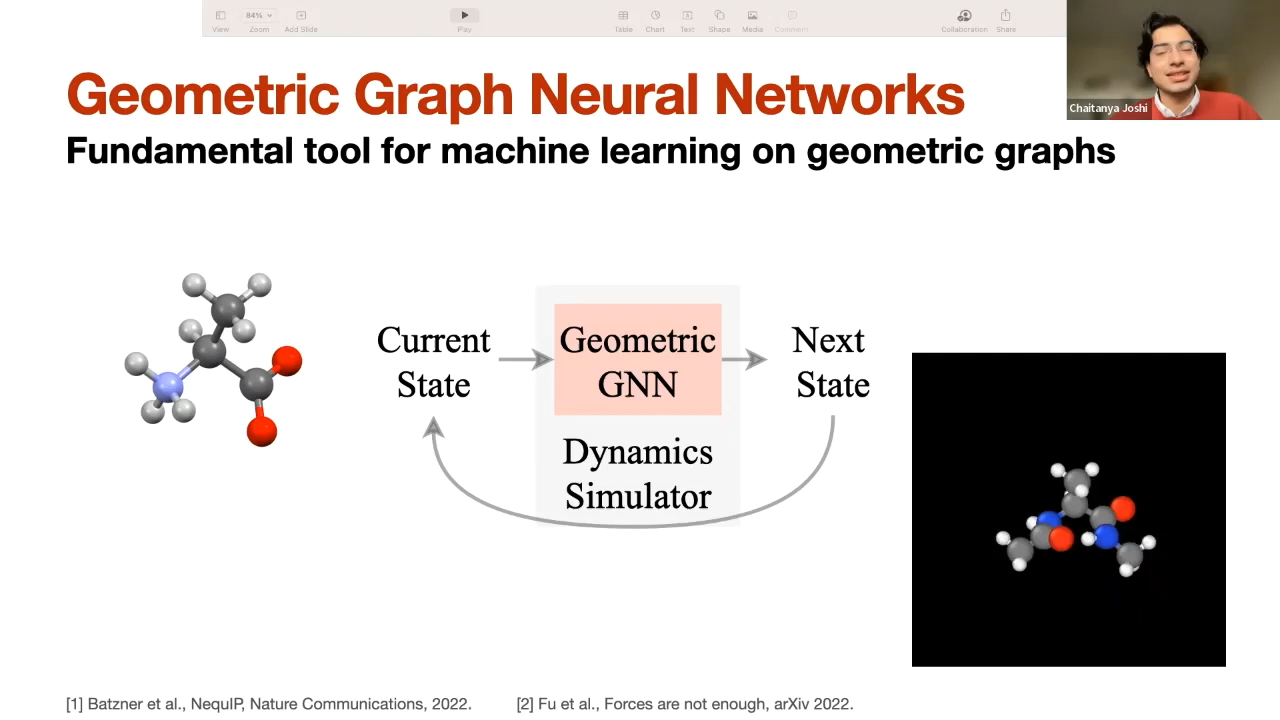 View
84%
Zoom
Add Slide
Play
Table
Chart
Text
Shape
Media
Comment
Collaboration
Share
Chaitanya Joshi
Geometric Graph Neural Networks
Fundamental tool for machine learning on geometric graphs
Current
State
Geometric
GNN
Next
State
Dynamics
Simulator
[1] Batzner et al., NequIP, Nature Communications, 2022.
[2] Fu et al., Forces are not enough, arXiv 2022.